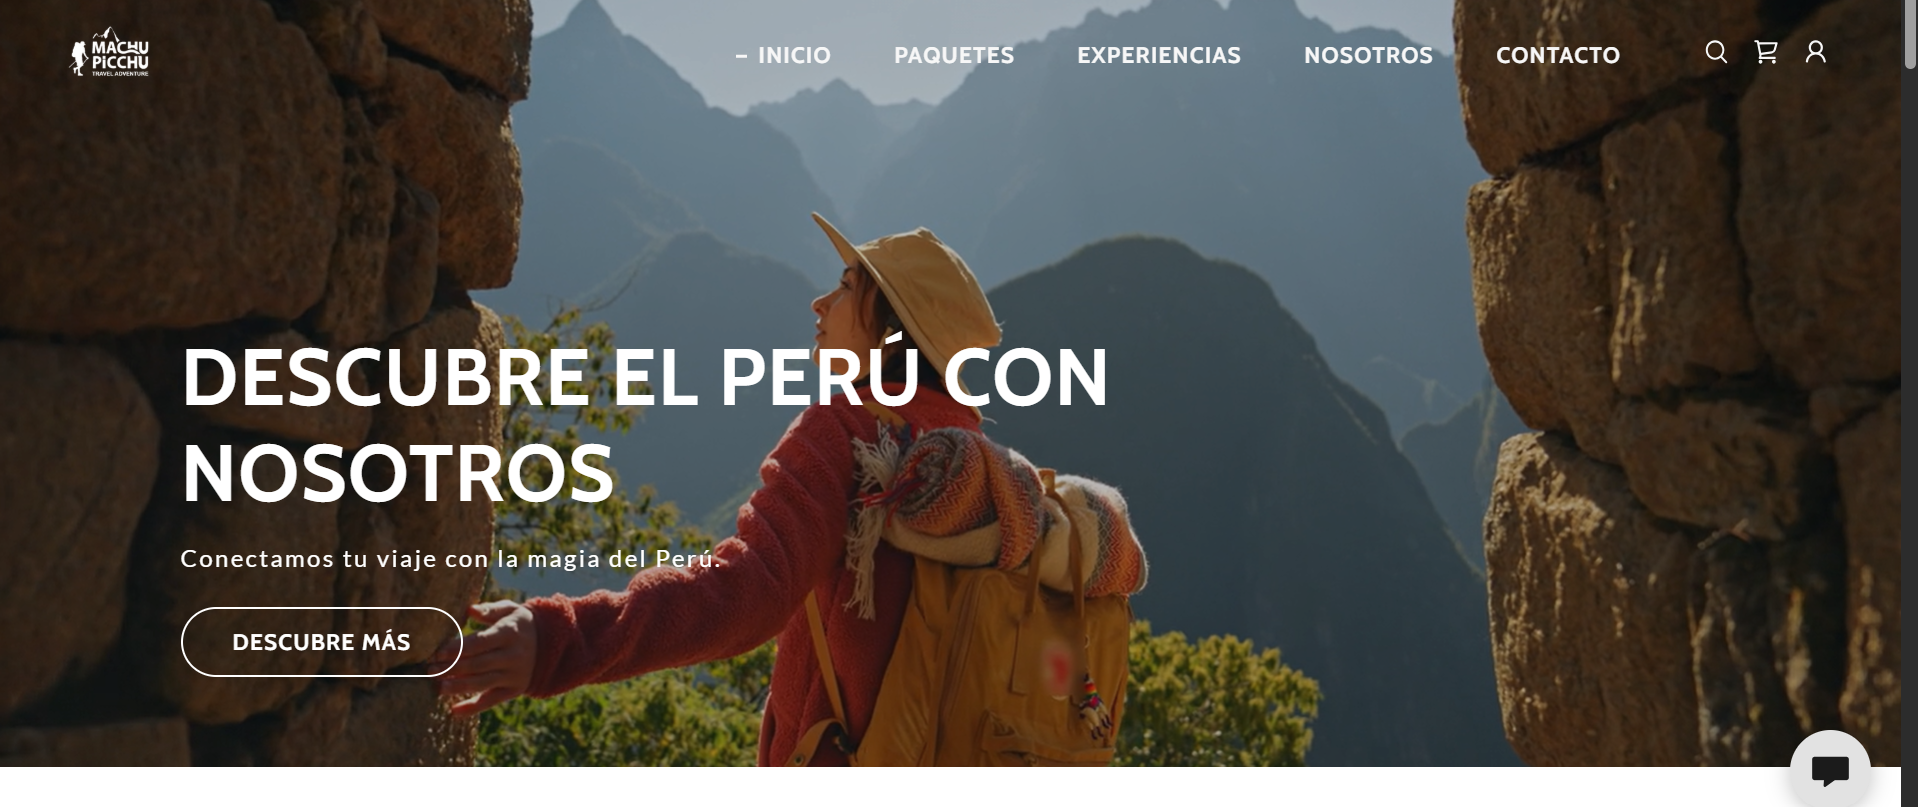 MACHU
PICCHU
TRAVEL ADVENTURE
INICIO
PAQUETES
EXPERIENCIAS
NOSOTROS
CONTACTO
DESCUBRE EL PERÚ CON
NOSOTROS
Conectamos tu viaje con la magia del Perú.
DESCUBRE MÁS